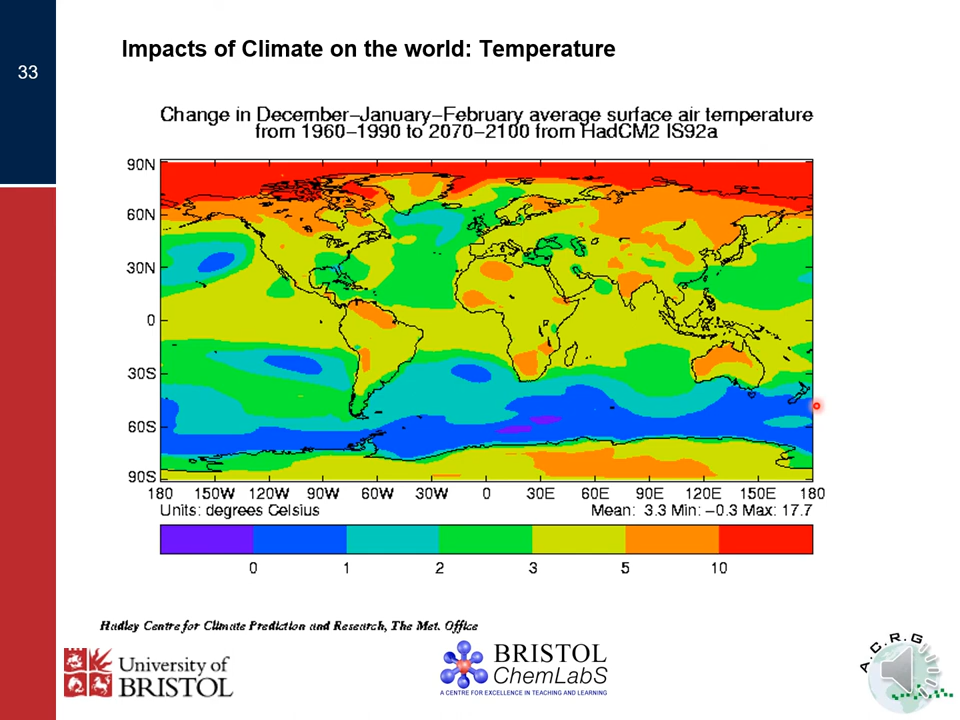 33
Impacts of Climate on the world: Temperature
Change in December-January-February average surface air temperature
from 1960-1990 to 2070-2100 from HadCM2 IS92a
90N
60N
30N
0
30S
60S
90S
180 150W 120W 90W 60W 30W 0 30E 60E 90E 120E 150E 180
Units: degrees Celsius Mean: 3.3 Min: -0.3 Max: 17.7
0 1 2 3 5 10
Hadley Centre for Climate Prediction and Research, The Met. Office
University of
BRISTOL
BRISTOL
ChemLabS
A CENTRE FOR EXCELLENCE IN TEACHING AND LEARNING
A.C.R.G